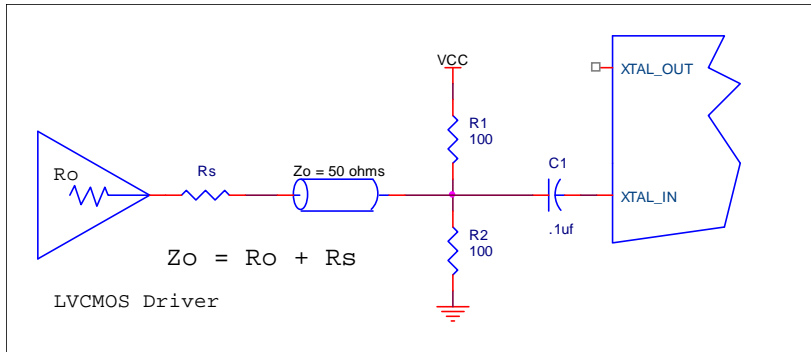 VCC
XTAL_OUT
R1
100
Ro
Rs
Zo = 50 ohms
C1
XTAL_IN
.1uf
R2
100
Zo = Ro + Rs
LVCMOS Driver